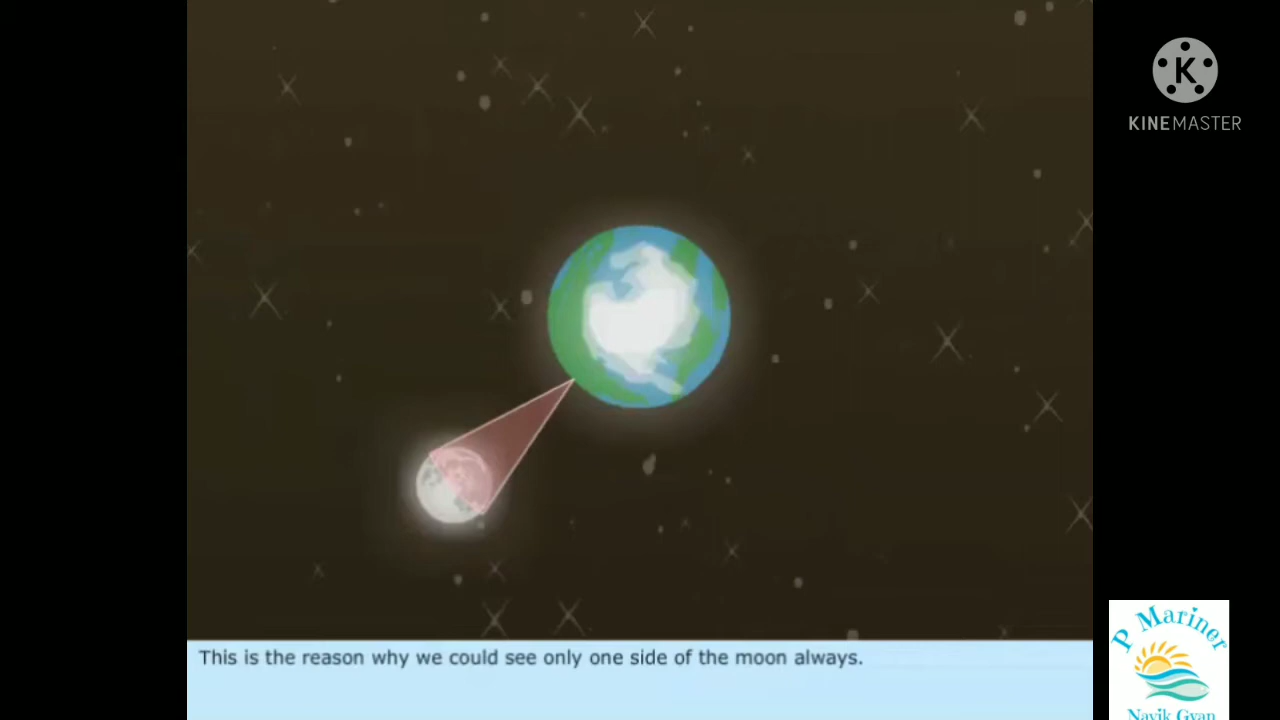 K
KINEMASTER
This is the reason why we could see only one side of the moon always.
P Mariner
Navik Gyan